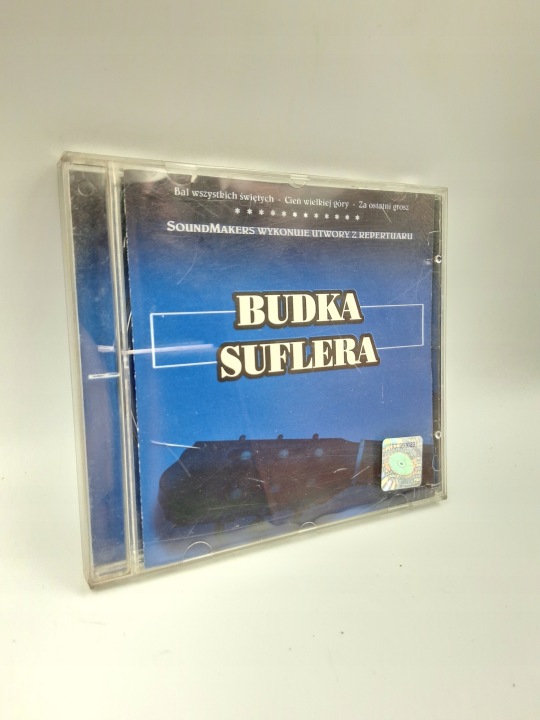 Bal wszystkich świętych - Cień wielkiej góry - Za ostatni grosz
* * * * * * * * * * * *
SOUNDMAKERS WYKONUJE UTWORY Z REPERTUARU
BUDKA
SUFLERA